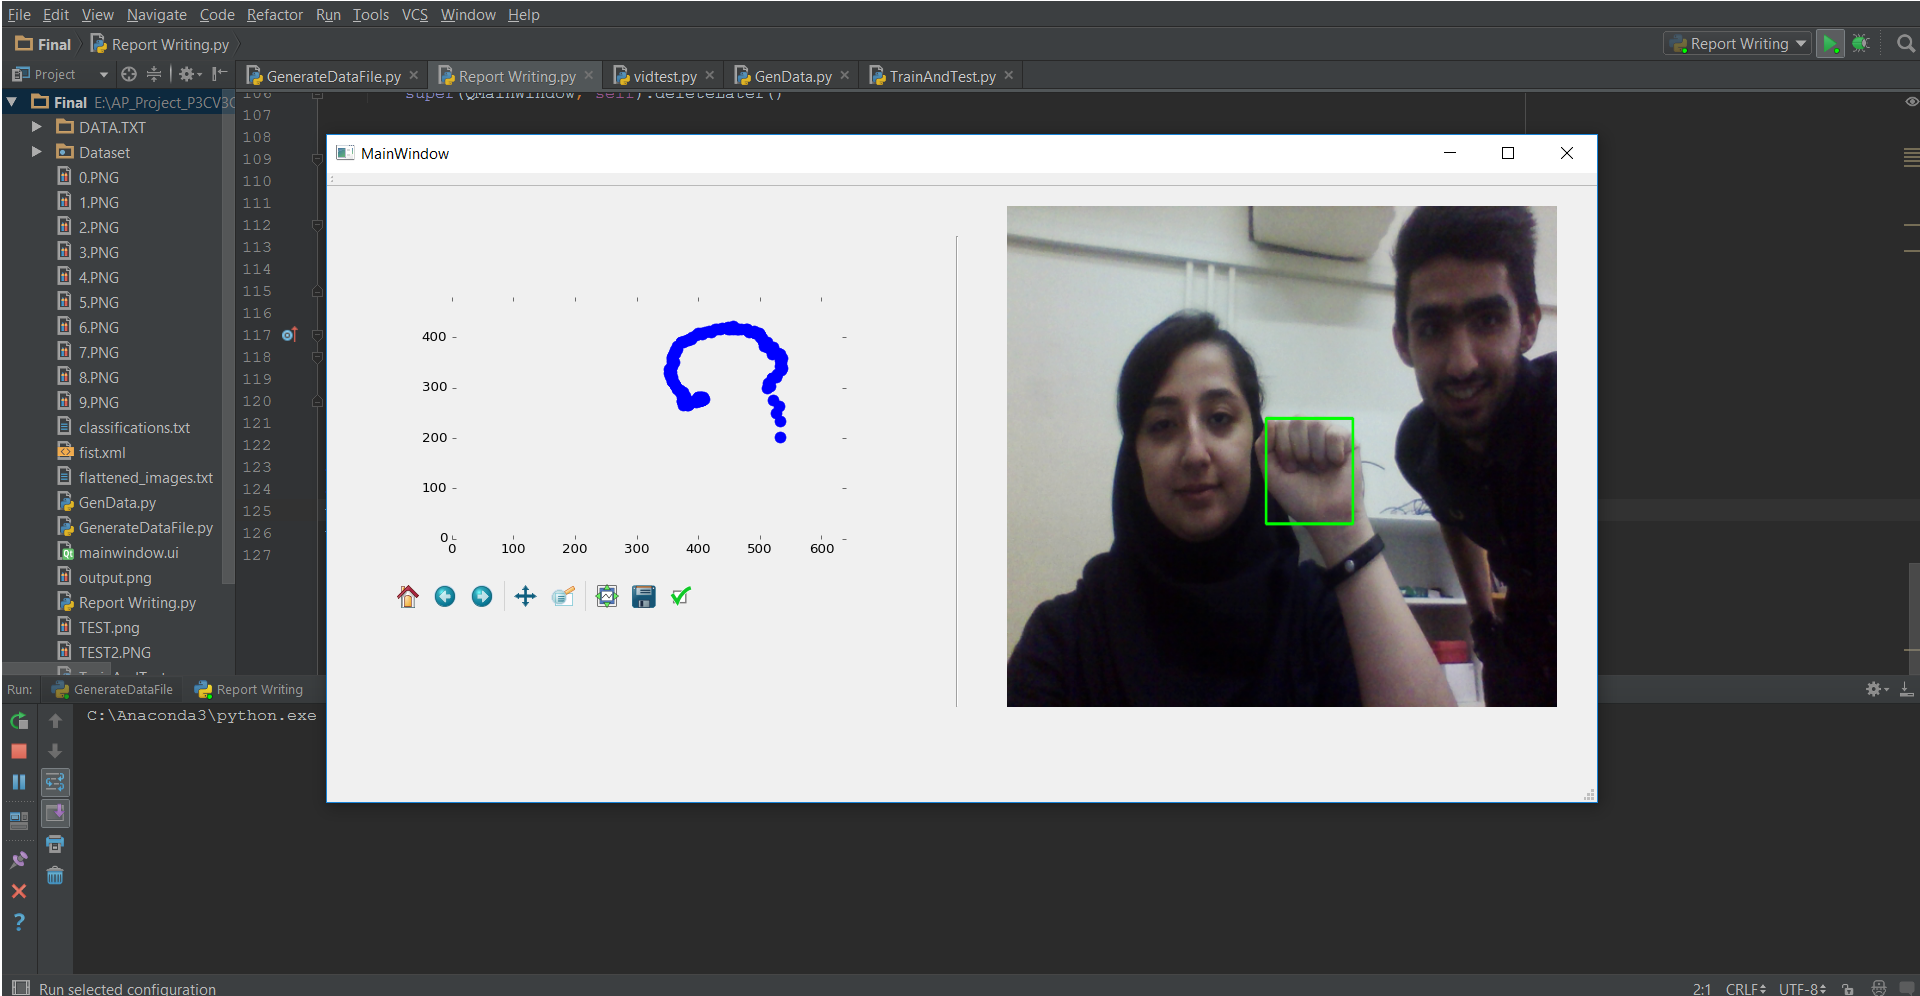 File Edit View Navigate Code Refactor Run Tools VCS Window Help
Final Report Writing.py
Report Writing
Project
GenerateDataFile.py
Report Writing.py
vidtest.py
GenData.py
TrainAndTest.py
Final E:\AP_Project_P3CV3
DATA.TXT
Dataset
0.PNG
1.PNG
2.PNG
3.PNG
4.PNG
5.PNG
6.PNG
7.PNG
8.PNG
9.PNG
classifications.txt
fist.xml
flattened_images.txt
GenData.py
GenerateDataFile.py
mainwindow.ui
output.png
Report Writing.py
TEST.png
TEST2.PNG
106 super(QMainWindow, self).deleteLater()
107
108
109
110
111
112
113
114
115
116
117
118
119
120
121
122
123
124
125
126
127
MainWindow
400
300
200
100
0
0 100 200 300 400 500 600
Run: GenerateDataFile Report Writing
C:\Anaconda3\python.exe
Run selected configuration
2:1 CRLF UTF-8